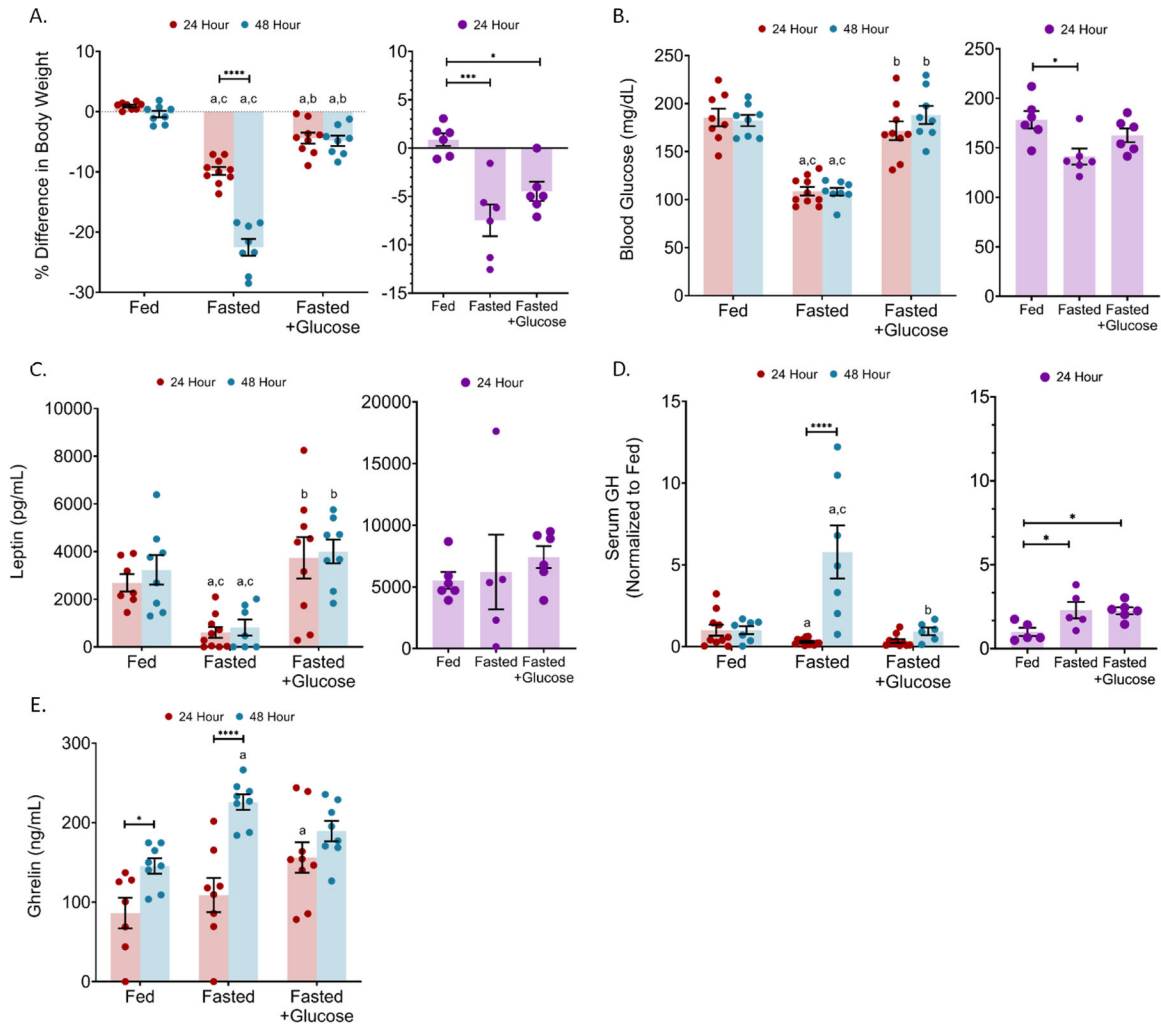 A.
24 Hour 48 Hour
24 Hour
% Difference in Body Weight
10
0
-10
-20
-30
****
a,c a,c
a,b a,b
Fed Fasted Fasted
+Glucose
10
5
0
-5
-10
-15
*
***
Fed Fasted Fasted
+Glucose
B.
24 Hour 48 Hour
24 Hour
Blood Glucose (mg/dL)
250
200
150
100
50
0
a,c a,c
b b
Fed Fasted Fasted
+Glucose
250
200
150
100
50
0
*
Fed Fasted Fasted
+Glucose
C.
24 Hour 48 Hour
24 Hour
Leptin (pg/mL)
10000
8000
6000
4000
2000
0
a,c a,c
b b
Fed Fasted Fasted
+Glucose
20000
15000
10000
5000
0
Fed Fasted Fasted
+Glucose
D.
24 Hour 48 Hour
24 Hour
Serum GH
(Normalized to Fed)
15
10
5
0
****
a,c
a
b
Fed Fasted Fasted
+Glucose
15
15
5
0
*
*
Fed Fasted Fasted
+Glucose
E.
24 Hour 48 Hour
Ghrelin (ng/mL)
300
200
100
0
*
****
a
a
Fed Fasted Fasted
+Glucose